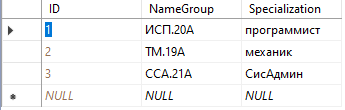 ID NameGroup Specialization
1 ИСП.20А программист
2 ТМ.19А механик
3 ССА.21А СисАдмин
NULL NULL NULL